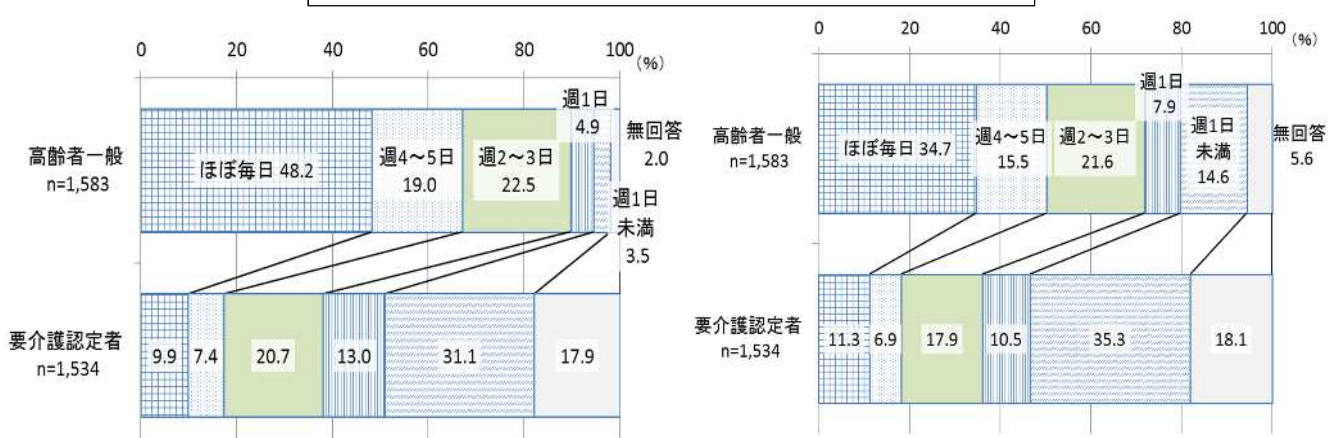 0 20 40 60 80 100
(%)
高齢者一般
n=1,583
ほぼ毎日 48.2
週4～5日
19.0
週2～3日
22.5
週1日
4.9
週1日
未満
3.5
無回答
2.0
要介護認定者
n=1,534
9.9 7.4 20.7 13.0 31.1 17.9
0 20 40 60 80 100
(%)
高齢者一般
n=1,583
ほぼ毎日 34.7
週4～5日
15.5
週2～3日
21.6
週1日
7.9
週1日
未満
14.6
無回答
5.6
要介護認定者
n=1,534
11.3 6.9 17.9 10.5 35.3 18.1